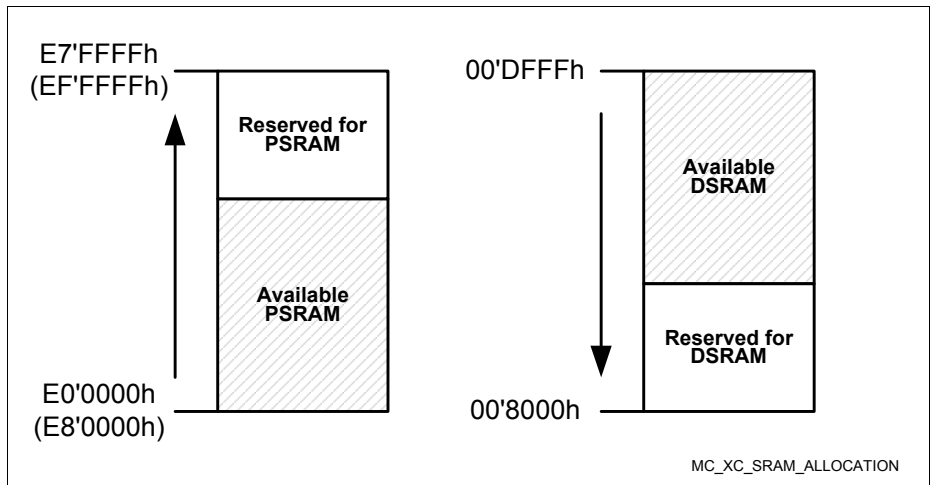 E7'FFFFh
(EF'FFFFh)
Reserved for
PSRAM
Available
PSRAM
E0'0000h
(E8'0000h)
00'DFFFh
Available
DSRAM
Reserved for
DSRAM
00'8000h
MC_XC_SRAM_ALLOCATION